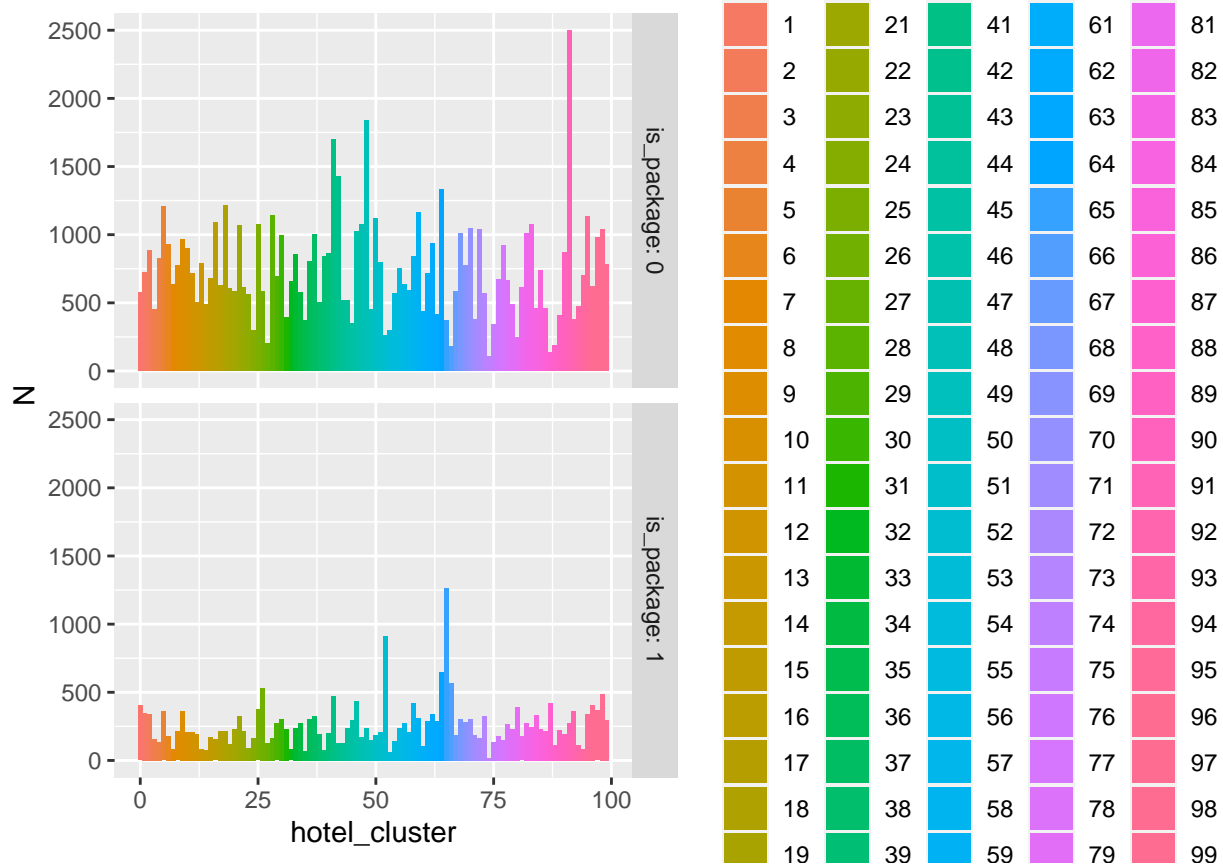 2500
2000
1500
1000
500
0
is_package: 0
N
2500
2000
1500
1000
500
0
is_package: 1
0 25 50 75 100
hotel_cluster
1 21 41 61 81
2 22 42 62 82
3 23 43 63 83
4 24 44 64 84
5 25 45 65 85
6 26 46 66 86
7 27 47 67 87
8 28 48 68 88
9 29 49 69 89
10 30 50 70 90
11 31 51 71 91
12 32 52 72 92
13 33 53 73 93
14 34 54 74 94
15 35 55 75 95
16 36 56 76 96
17 37 57 77 97
18 38 58 78 98
19 39 59 79 99